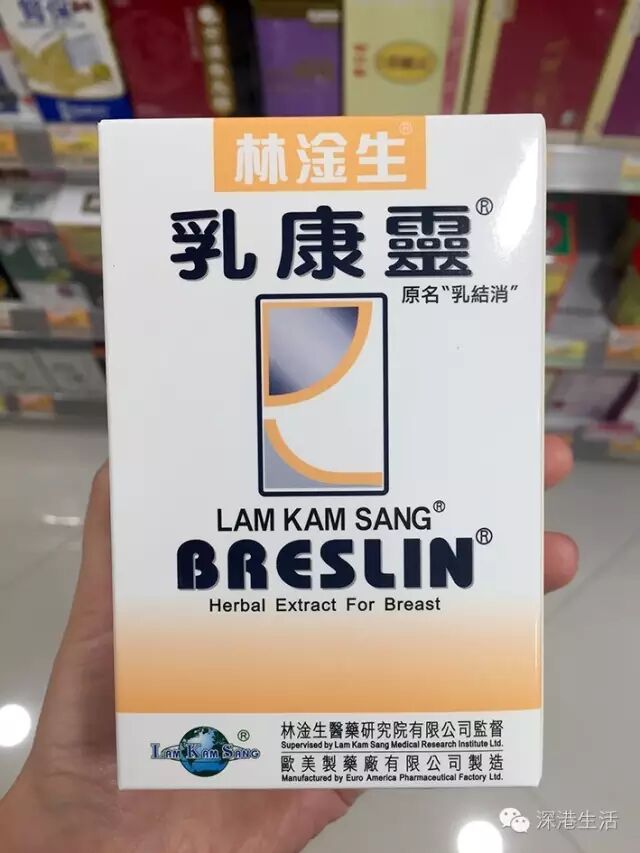 林淦生®
乳康靈®
原名“乳結消”
LAM KAM SANG®
BRESLIN®
Herbal Extract For Breast
LAM KAM SANG ®
林淦生醫藥研究院有限公司監督
Supervised by Lam Kam Sang Medical Research Institute Ltd.
歐美製藥廠有限公司製造
Manufactured by Euro America Pharmaceutical Factory Ltd.
深港生活